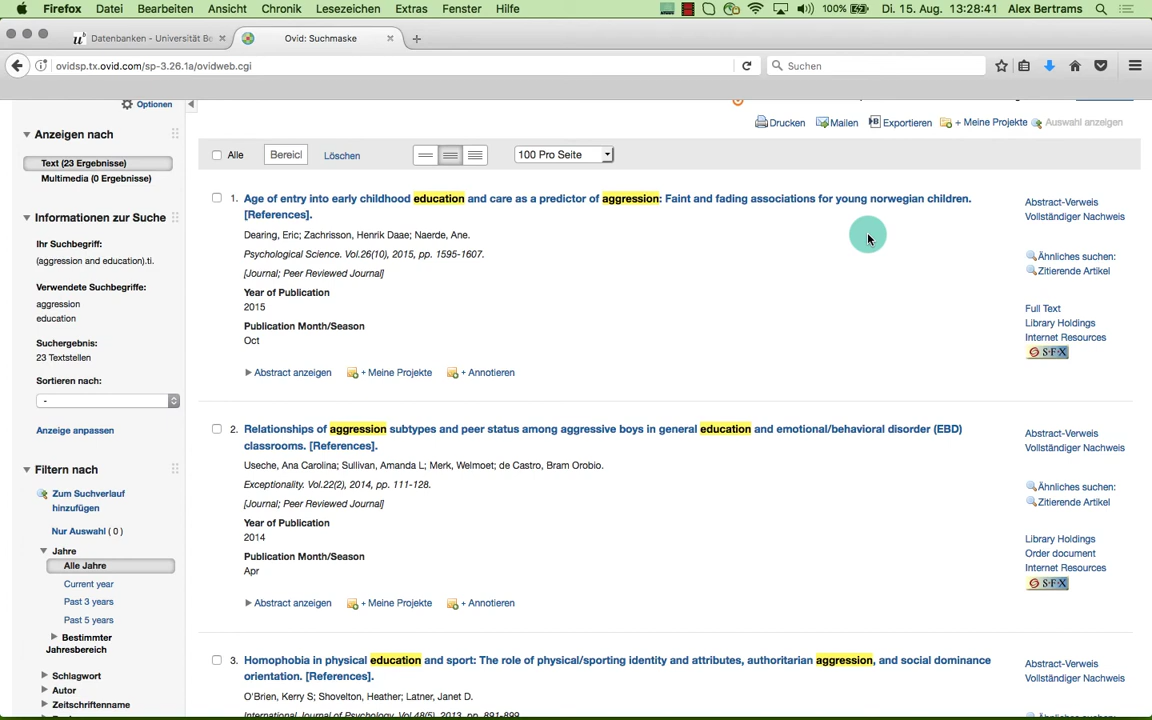 Firefox Datei Bearbeiten Ansicht Chronik Lesezeichen Extras Fenster Hilfe 100% Di. 15. Aug. 13:28:41 Alex Bertrams
Datenbanken - Universität Be Ovid: Suchmaske
ovidsp.tx.ovid.com/sp-3.26.1a/ovidweb.cgi Suchen
Optionen
Drucken Mailen Exportieren + Meine Projekte Auswahl anzeigen
Anzeigen nach
Text (23 Ergebnisse)
Multimedia (0 Ergebnisse)
Informationen zur Suche
Ihr Suchbegriff:
(aggression and education).ti.
Verwendete Suchbegriffe:
aggression
education
Suchergebnis:
23 Textstellen
Sortieren nach:
-
Anzeige anpassen
Filtern nach
Zum Suchverlauf
hinzufügen
Nur Auswahl ( 0 )
Jahre
Alle Jahre
Current year
Past 3 years
Past 5 years
Bestimmter
Jahresbereich
Schlagwort
Autor
Zeitschriftenname
Alle Bereicl Löschen 100 Pro Seite
1. Age of entry into early childhood education and care as a predictor of aggression: Faint and fading associations for young norwegian children.
[References].
Dearing, Eric; Zachrisson, Henrik Daae; Naerde, Ane.
Psychological Science. Vol.26(10), 2015, pp. 1595-1607.
[Journal; Peer Reviewed Journal]
Year of Publication
2015
Publication Month/Season
Oct
Abstract anzeigen + Meine Projekte + Annotieren
Abstract-Verweis
Vollständiger Nachweis
Ähnliches suchen:
Zitierende Artikel
Full Text
Library Holdings
Internet Resources
S·F·X
2. Relationships of aggression subtypes and peer status among aggressive boys in general education and emotional/behavioral disorder (EBD)
classrooms. [References].
Useche, Ana Carolina; Sullivan, Amanda L; Merk, Welmoet; de Castro, Bram Orobio.
Exceptionality. Vol.22(2), 2014, pp. 111-128.
[Journal; Peer Reviewed Journal]
Year of Publication
2014
Publication Month/Season
Apr
Abstract anzeigen + Meine Projekte + Annotieren
Abstract-Verweis
Vollständiger Nachweis
Ähnliches suchen:
Zitierende Artikel
Library Holdings
Order document
Internet Resources
S·F·X
3. Homophobia in physical education and sport: The role of physical/sporting identity and attributes, authoritarian aggression, and social dominance
orientation. [References].
O'Brien, Kerry S; Shovelton, Heather; Latner, Janet D.
International Journal of Psychology. Vol.48(5), 2013, pp. 891-899.
Abstract-Verweis
Vollständiger Nachweis
Ähnliches suchen: